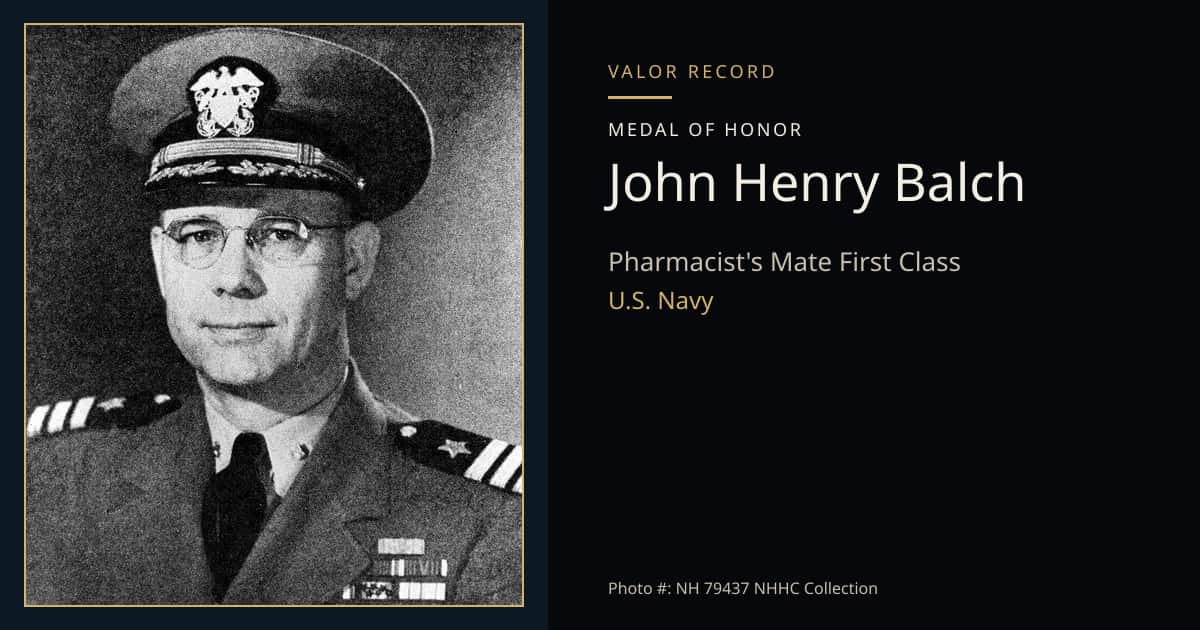 VALOR RECORD
MEDAL OF HONOR
John Henry Balch
Pharmacist's Mate First Class
U.S. Navy
Photo #: NH 79437 NHHC Collection